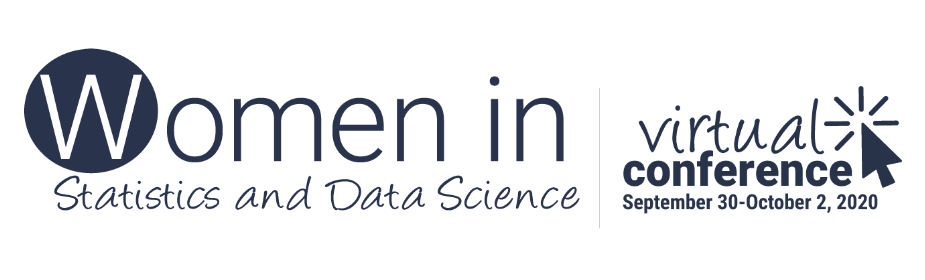 Women in
Statistics and Data Science
virtual
conference
September 30-October 2, 2020